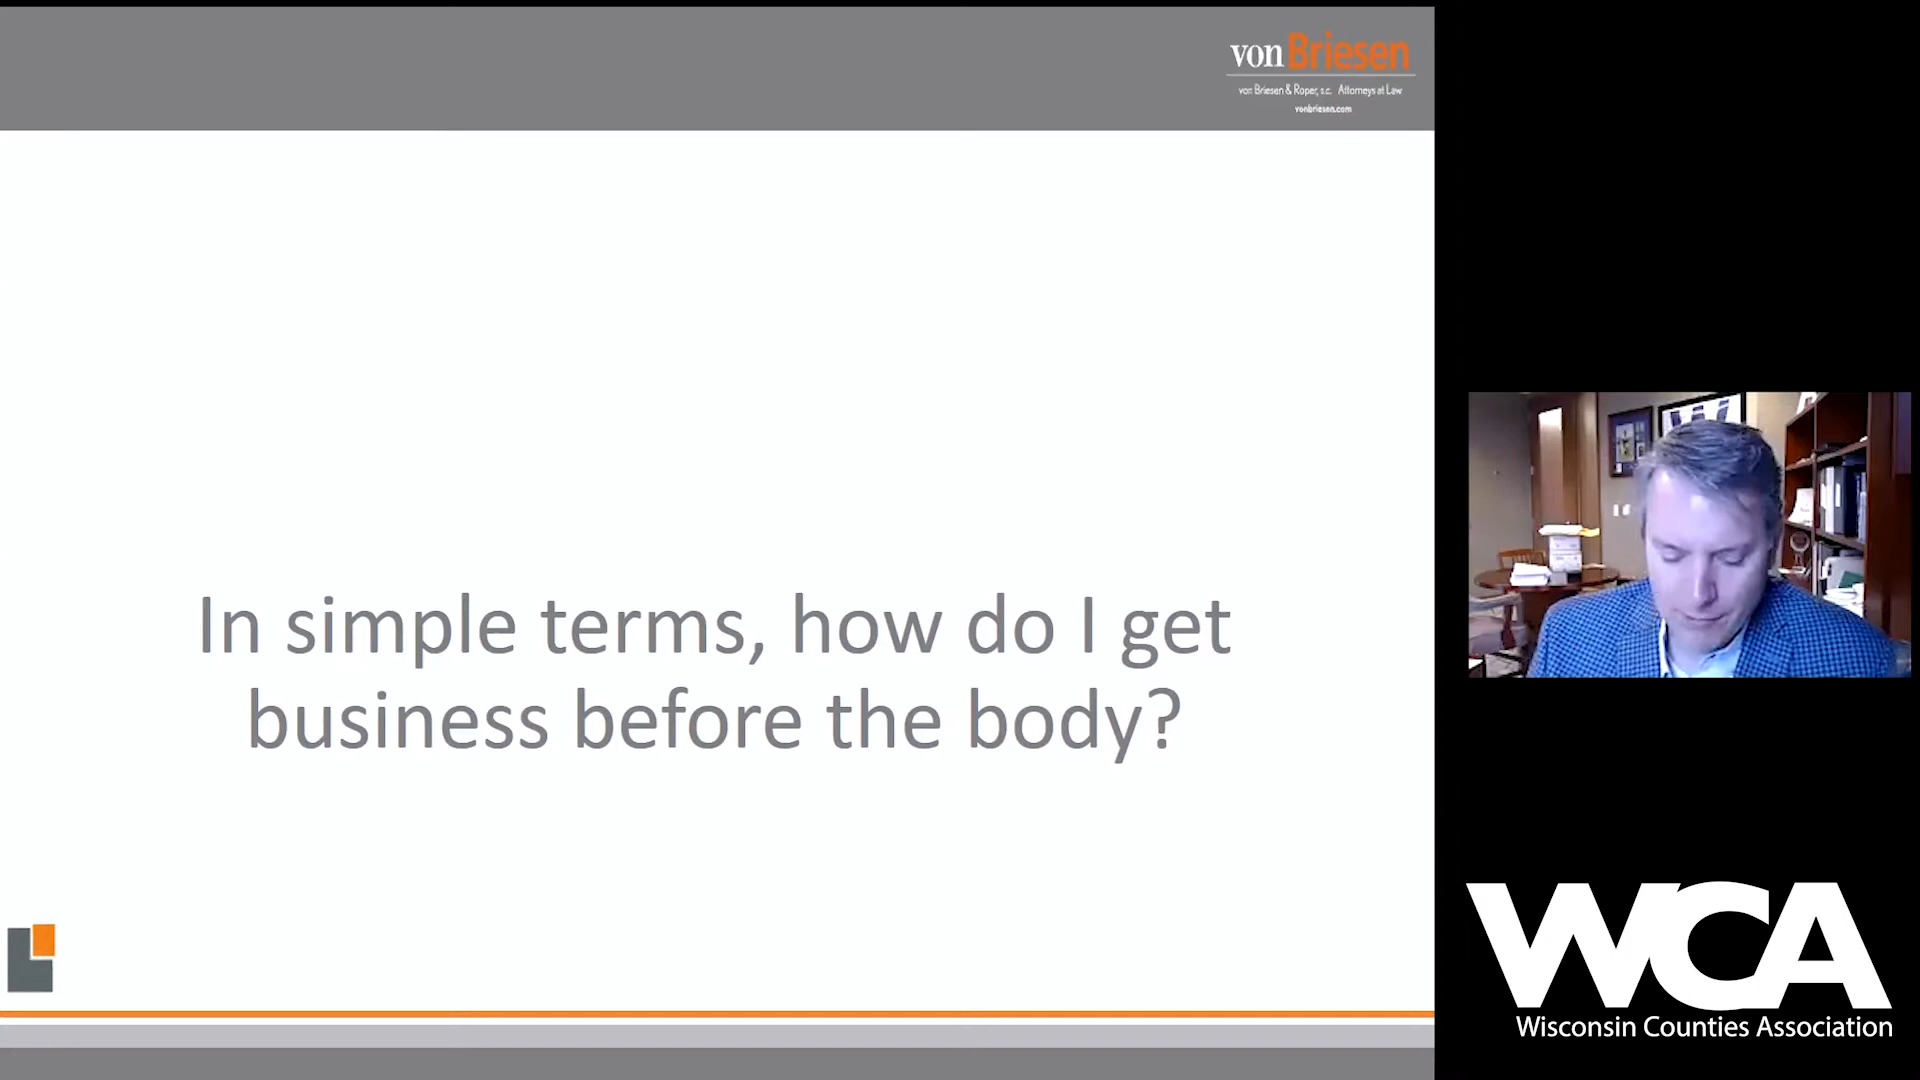 von Briesen
von Briesen & Roper, s.c. Attorneys at Law
vonbriesen.com
In simple terms, how do I get
business before the body?
W
WCA
Wisconsin Counties Association